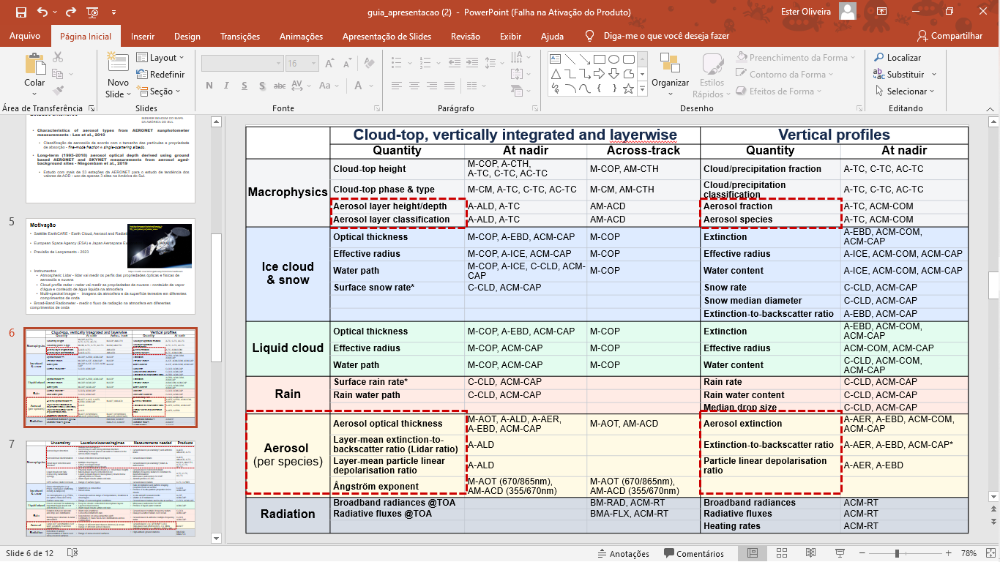 guia_apresentacao (2) - PowerPoint (Falha na Ativação do Produto)
Ester Oliveira
Arquivo Página Inicial Inserir Design Transições Animações Apresentação de Slides Revisão Exibir Ajuda Diga-me o que você deseja fazer Compartilhar
Colar
Novo Slide
Layout
Redefinir
Seção
16
N I S S abc AV Aa A
Organizar
Estilos Rápidos
Preenchimento da Forma
Contorno da Forma
Efeitos de Forma
Localizar
Substituir
Selecionar
Área de Transferência Slides Fonte Parágrafo Desenho Editando
INSERIR IMAGEM DO MAPA
DA AMÉRICA DO SUL
Characteristics of aerosol types from AERONET sunphotometer
measurements - Lee et al., 2010
Classificação de aerossóis de acordo com o tamanho das partículas e propriedade
de absorção - fine-mode fraction e single-scattering albedo.
Long-term (1995–2018) aerosol optical depth derived using ground
based AERONET and SKYNET measurements from aerosol aged-
background sites - Ningombam et al., 2019
Estudo com mais de 53 estações da AERONET para o estudo de tendência dos
valores de AOD - uso de apenas 3 sites na América do Sul.
5
Motivação
Satélite EarthCARE - Earth Cloud, Aerosol and Radiat
European Space Agency (ESA) e Japan Aerospace E
Previsão de Lançamento - 2023
Instrumentos
Atmospheric Lidar - lidar vai medir os perfis das propriedades ópticas e físicas de
aerossóis e nuvens
Cloud profile radar - radar vai medir as propriedades de nuvens - conteúdo de vapor
d'água e conteúdo de água líquida na atmosfera
Multi-spectral imager - imagens da atmosfera e da superfície terrestre em diferentes
comprimentos de onda
Broad-Band Radiometer - medir o fluxo de radiação na atmosfera em diferentes
comprimentos de onda
6
7
Uncertainty Locations/scenes/regimes Measurements needed Products
Cloud-top, vertically integrated and layerwise Vertical profiles
Quantity At nadir Across-track Quantity At nadir
Macrophysics
Cloud-top height M-COP, A-CTH, A-TC, C-TC, AC-TC M-COP, AM-CTH Cloud/precipitation fraction A-TC, C-TC, AC-TC
Cloud-top phase & type M-CM, A-TC, C-TC, AC-TC M-CM, AM-CTH Cloud/precipitation classification A-TC, C-TC, AC-TC
Aerosol layer height/depth A-ALD, A-TC AM-ACD Aerosol fraction A-TC, ACM-COM
Aerosol layer classification A-ALD, A-TC AM-ACD Aerosol species A-TC, ACM-COM
Ice cloud & snow
Optical thickness M-COP, A-EBD, ACM-CAP M-COP Extinction A-EBD, ACM-COM, ACM-CAP
Effective radius M-COP, A-ICE, ACM-CAP M-COP Effective radius A-ICE, ACM-COM, ACM-CAP
Water path M-COP, A-ICE, C-CLD, ACM-CAP M-COP Water content A-ICE, ACM-COM, ACM-CAP
Surface snow rate* C-CLD, ACM-CAP Snow rate C-CLD, ACM-CAP
Snow median diameter C-CLD, ACM-CAP
Extinction-to-backscatter ratio A-EBD, ACM-CAP
Liquid cloud
Optical thickness M-COP, A-EBD, ACM-CAP M-COP Extinction A-EBD, ACM-COM, ACM-CAP
Effective radius M-COP, ACM-CAP M-COP Effective radius ACM-COM, ACM-CAP
Water path M-COP, ACM-CAP M-COP Water content C-CLD, ACM-COM, ACM-CAP
Rain
Surface rain rate* C-CLD, ACM-CAP Rain rate C-CLD, ACM-CAP
Rain water path C-CLD, ACM-CAP Rain water content C-CLD, ACM-CAP
Median drop size C-CLD, ACM-CAP
Aerosol (per species)
Aerosol optical thickness M-AOT, A-ALD, A-AER, A-EBD, ACM-CAP M-AOT, AM-ACD Aerosol extinction A-AER, A-EBD, ACM-COM, ACM-CAP
Layer-mean extinction-to-backscatter ratio (Lidar ratio) A-ALD Extinction-to-backscatter ratio A-AER, A-EBD, ACM-CAP*
Layer-mean particle linear depolarisation ratio A-ALD Particle linear depolarisation ratio A-AER, A-EBD
Ångström exponent M-AOT (670/865nm) AM-ACD (355/670nm) M-AOT (670/865nm) AM-ACD (355/670nm)
Radiation
Broadband radiances @TOA BM-RAD, ACM-RT Broadband radiances ACM-RT
Radiative fluxes @TOA BMA-FLX, ACM-RT Radiative fluxes ACM-RT
Heating rates ACM-RT
Slide 6 de 12
Anotações
Comentários
78%